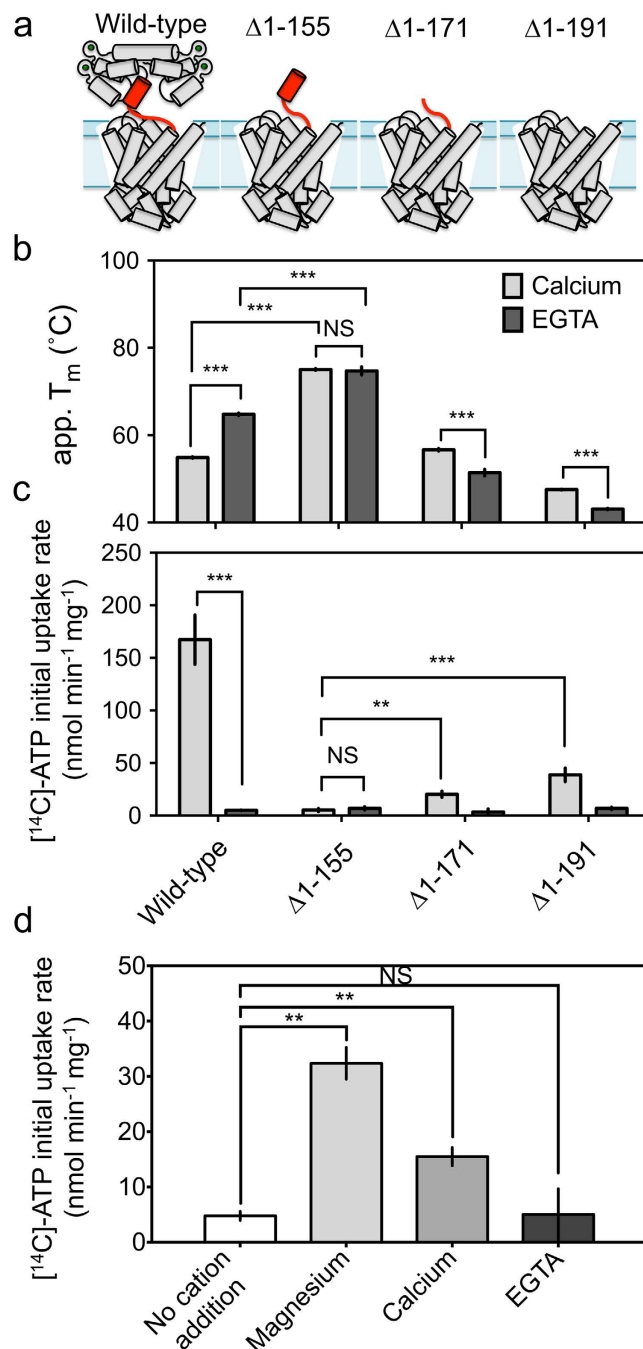 a
Wild-type Δ1-155 Δ1-171 Δ1-191
b
100
80
60
40
app. Tm (˚C)
Calcium
EGTA
***
***
***
NS
***
***
c
250
200
150
100
50
0
[¹⁴C]-ATP initial uptake rate
(nmol min⁻¹ mg⁻¹)
***
***
**
NS
Wild-type
Δ1-155
Δ1-171
Δ1-191
d
50
40
30
20
10
0
[¹⁴C]-ATP initial uptake rate
(nmol min⁻¹ mg⁻¹)
NS
**
**
No cation
addition
Magnesium
Calcium
EGTA